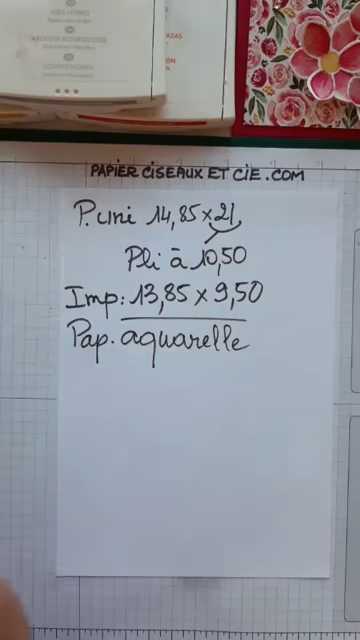 PAPIER CISEAUX ET CIE.COM
P. uni 14,85 x 21
Pli à 10,50
Imp: 13,85 x 9,50
Pap. aquarelle